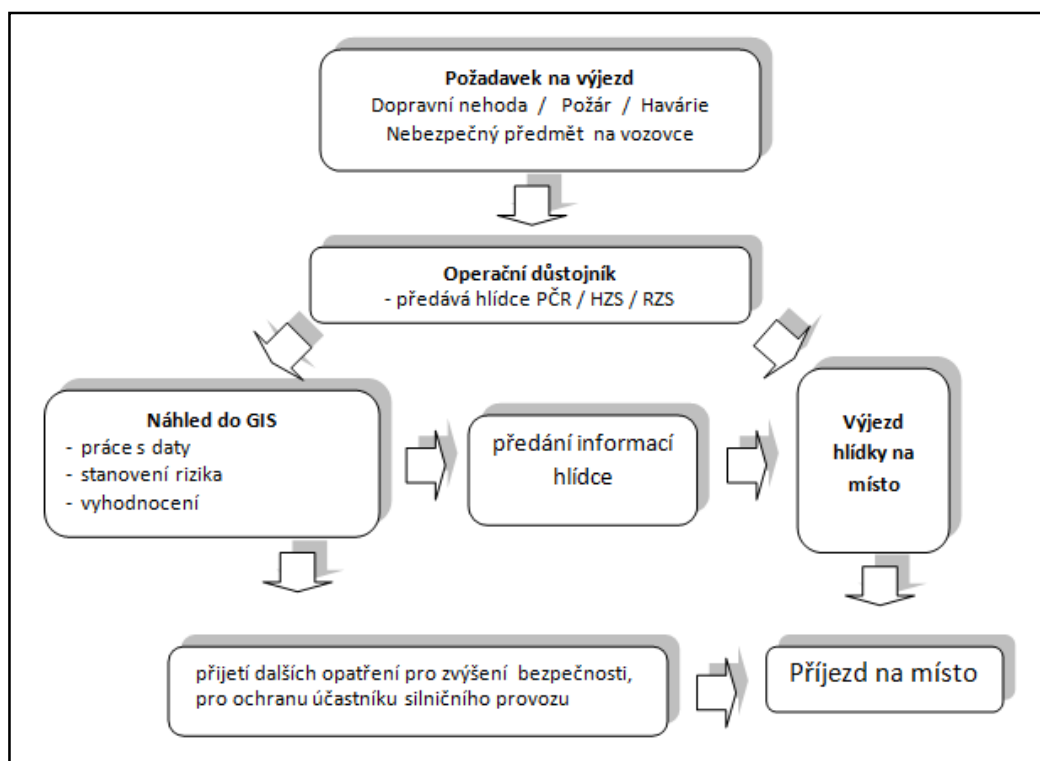 Požadavek na výjezd
Dopravní nehoda / Požár / Havárie
Nebezpečný předmět na vozovce
Operační důstojník
- předává hlídce PČR / HZS / RZS
Náhled do GIS
- práce s daty
- stanovení rizika
- vyhodnocení
předání informací
hlídce
Výjezd
hlídky na
místo
přijetí dalších opatření pro zvýšení bezpečnosti,
pro ochranu účastníku silničního provozu
Příjezd na místo